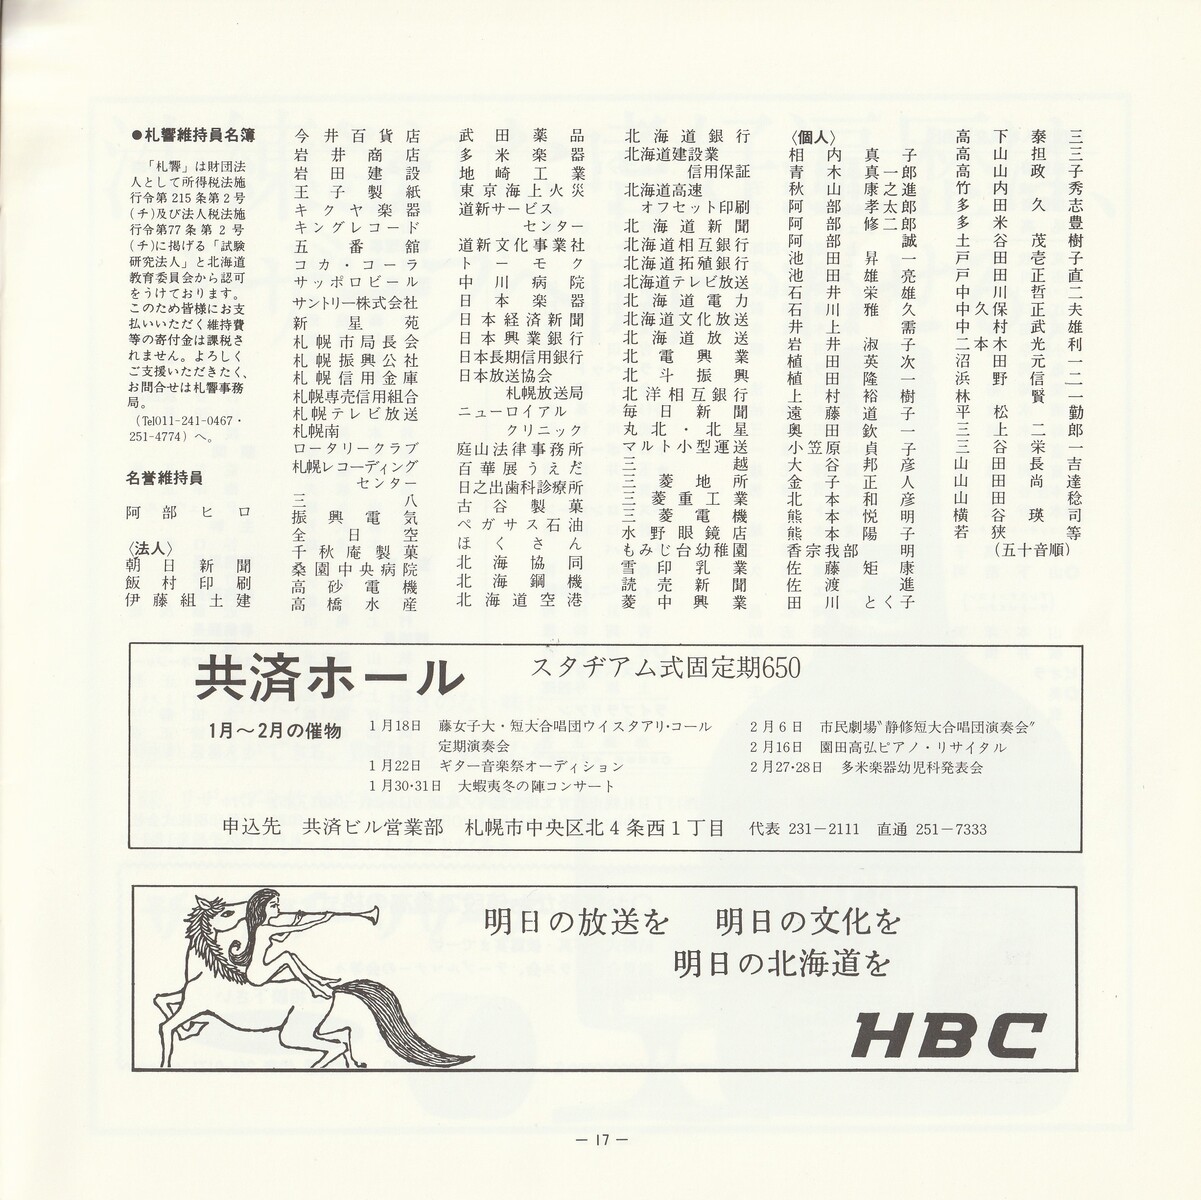 ●札響維持員名簿
「札響」は財団法
人として所得税法施
行令第215条第2号
(チ)及び法人税法施
行令第77条第2号
(チ)に掲げる「試験
研究法人」と北海道
教育委員会から認可
をうけております。
このため皆様にお支
払いいただく維持費
等の寄付金は課税さ
れません。よろしく
ご支援いただきたく、
お問合せは札響事務
局。
(℡011-241-0467・
251-4774)へ。
名誉維持員
阿部ヒロ
〈法人〉
朝日新聞
飯村印刷
伊藤組土建
今井百貨店
岩井商店
岩田建設
王子製紙
キクヤ楽器
キングレコード
五番舘
コカ・コーラ
サッポロビール
サントリー株式会社
新星苑
札幌市局長会
札幌振興公社
札幌信用金庫
札幌専売信用組合
札幌テレビ放送
札幌南
ロータリークラブ
札幌レコーディング
センター
三八
振興電気
全日空
千秋庵製菓
桑園中央病院
高砂電機
高橋水産
武田薬品
多米楽器
地崎工業
東京海上火災
道新サービス
センター
道新文化事業社
トーモク
中川病院
日本楽器
日本経済新聞
日本興業銀行
日本長期信用銀行
日本放送協会
札幌放送局
ニューロイアル
クリニック
庭山法律事務所
百華展うえだ
日之出歯科診療所
古谷製菓
ペガサス石油
ほくさん
北海協同
北海鋼機
北海道空港
北海道銀行
北海道建設業
信用保証
北海道高速
オフセット印刷
北海道新聞
北海道相互銀行
北海道拓殖銀行
北海道テレビ放送
北海道電力
北海道文化放送
北海道放送
北電興業
北斗振興
北洋相互銀行
毎日新聞
丸北・北星
マルト小型運送
三越
三菱地所
三菱重工業
三菱電機
水野眼鏡店
もみじ台幼稚園
雪印乳業
読売新聞
菱中興業
〈個人〉
相内真子
青木真一郎
秋山康之進
阿部孝太郎
阿部修二郎
阿部誠
池田昇一
池田雄亮
石井栄雄
石川雅久
井上需
岩井淑子
植田英次
植田隆一
上村裕樹
遠藤道子
奥田欽一
小笠原貞子
大谷邦彦
金子正人
北本和彦
熊本悦明
熊本陽子
香宗我部明
佐藤矩康
佐渡進
田川とく子
高下泰三
高山担三
高木政子
竹内秀
多田久志
多米豊
土谷茂樹
戸田壱子
戸田正直
中川哲二
中久保正夫
中村武雄
二本木光利
沼田元一
浜野信二
林賢一
平松勤
三上二郎
三谷栄一
山田長吉
山田尚達
山田稔
横谷瑛司
若狭等
(五十音順)
共済ホール スタヂアム式固定期650
1月～2月の催物
1月18日 藤女子大・短大合唱団ウイスタアリ・コール
定期演奏会
1月22日 ギター音楽祭オーディション
1月30・31日 大蝦夷冬の陣コンサート
2月6日 市民劇場"静修短大合唱団演奏会"
2月16日 園田高弘ピアノ・リサイタル
2月27・28日 多米楽器幼児科発表会
申込先 共済ビル営業部 札幌市中央区北4条西1丁目 代表 231－2111 直通 251－7333
明日の放送を 明日の文化を
明日の北海道を
HBC
— 17 —